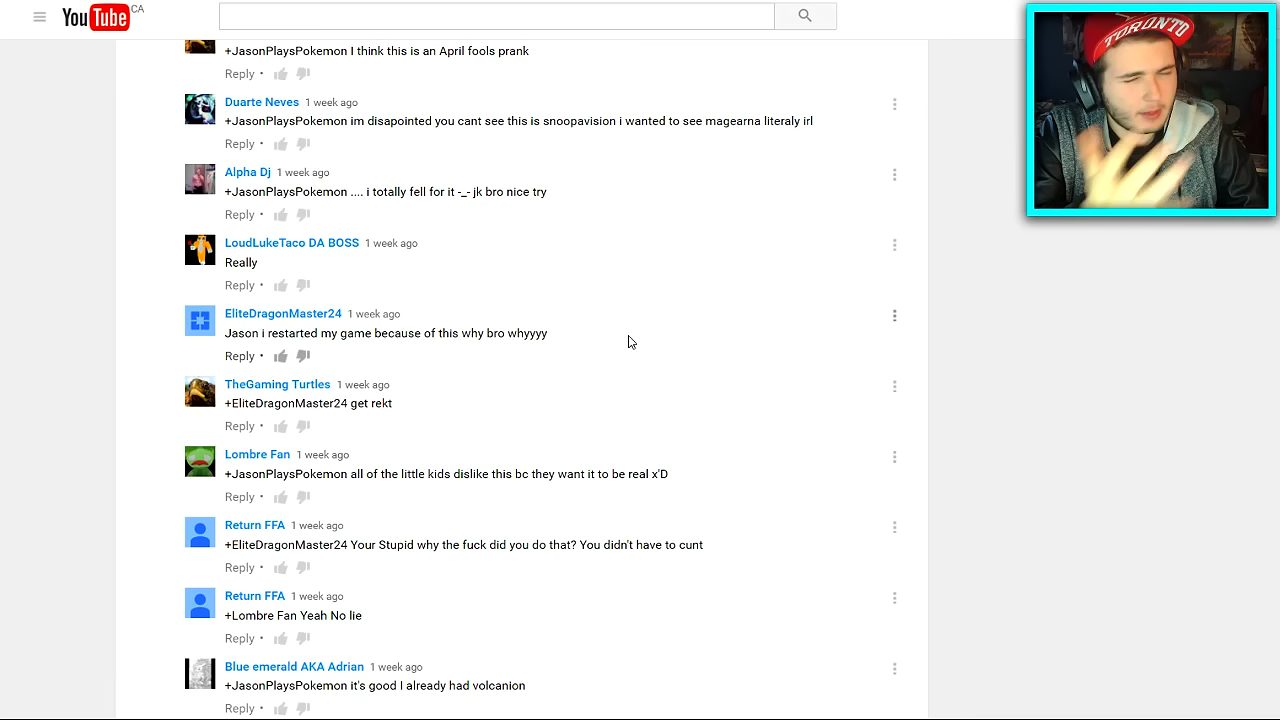 YouTube CA
TORONTO
+JasonPlaysPokemon I think this is an April fools prank
Reply •
Duarte Neves 1 week ago
+JasonPlaysPokemon im disapointed you cant see this is snoopavision i wanted to see magearna literaly irl
Reply •
Alpha Dj 1 week ago
+JasonPlaysPokemon .... i totally fell for it -_- jk bro nice try
Reply •
LoudLukeTaco DA BOSS 1 week ago
Really
Reply •
EliteDragonMaster24 1 week ago
Jason i restarted my game because of this why bro whyyyy
Reply •
TheGaming Turtles 1 week ago
+EliteDragonMaster24 get rekt
Reply •
Lombre Fan 1 week ago
+JasonPlaysPokemon all of the little kids dislike this bc they want it to be real x'D
Reply •
Return FFA 1 week ago
+EliteDragonMaster24 Your Stupid why the fuck did you do that? You didn't have to cunt
Reply •
Return FFA 1 week ago
+Lombre Fan Yeah No lie
Reply •
Blue emerald AKA Adrian 1 week ago
+JasonPlaysPokemon it's good I already had volcanion
Reply •